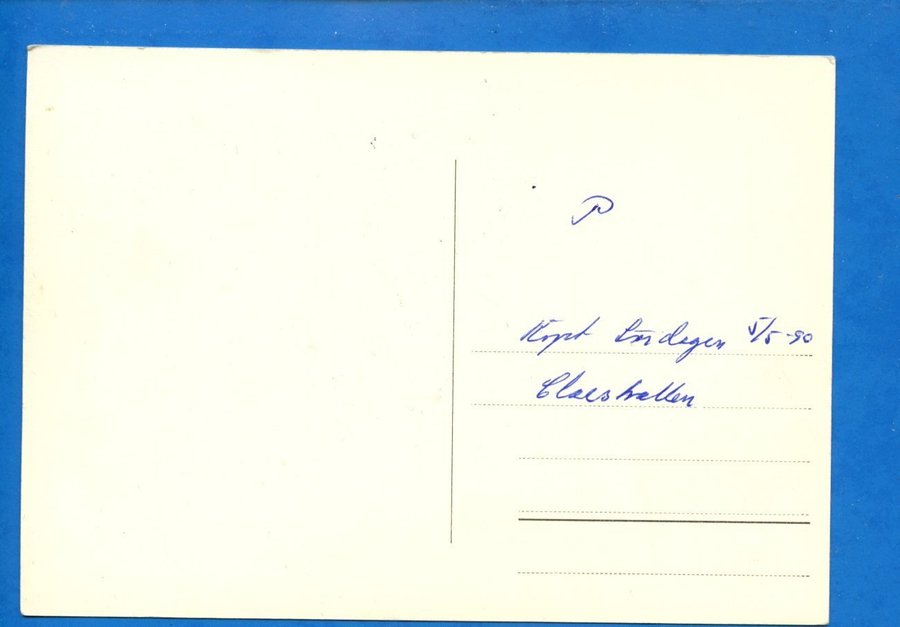 P
Köpt Lördagen 5/5-90
Claeshallen